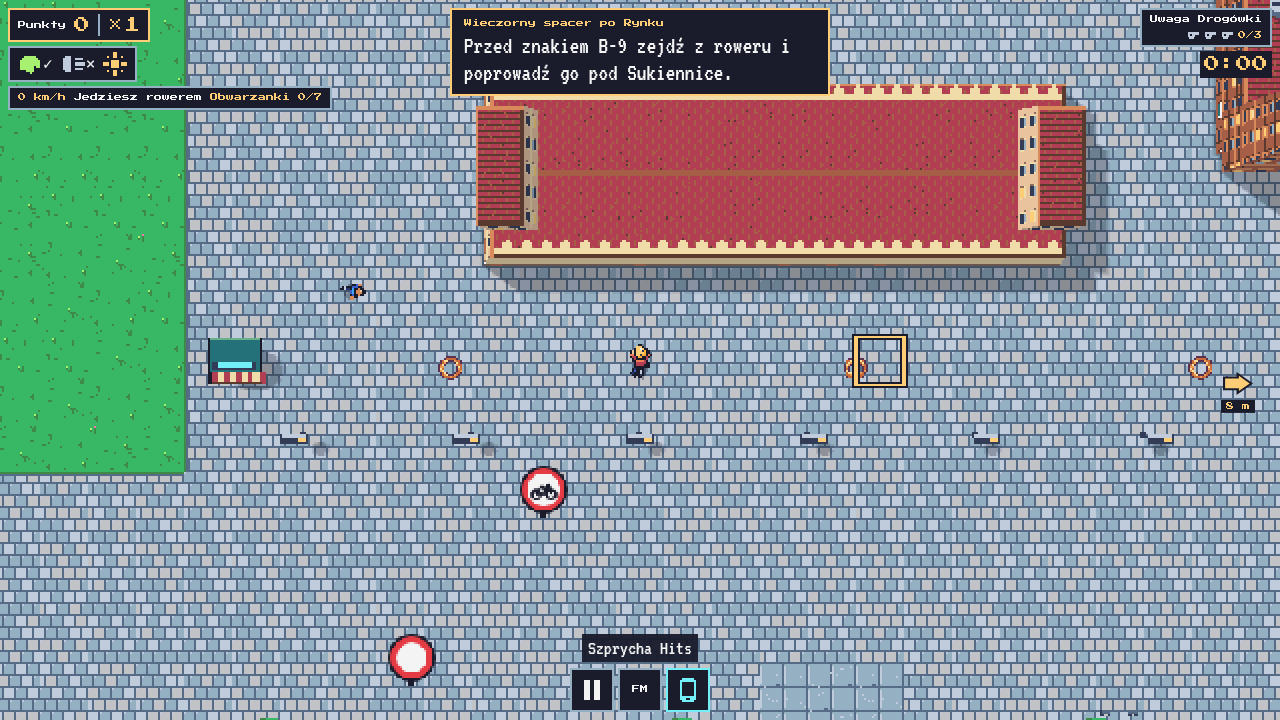 Punkty 0 ×1
0 km/h Jedziesz rowerem Obwarzanki 0/7
Wieczorny spacer po Rynku
Przed znakiem B-9 zejdź z roweru i
poprowadź go pod Sukiennice.
Uwaga Drogówki
0/3
0:00
8 m
Szprycha Hits
FM